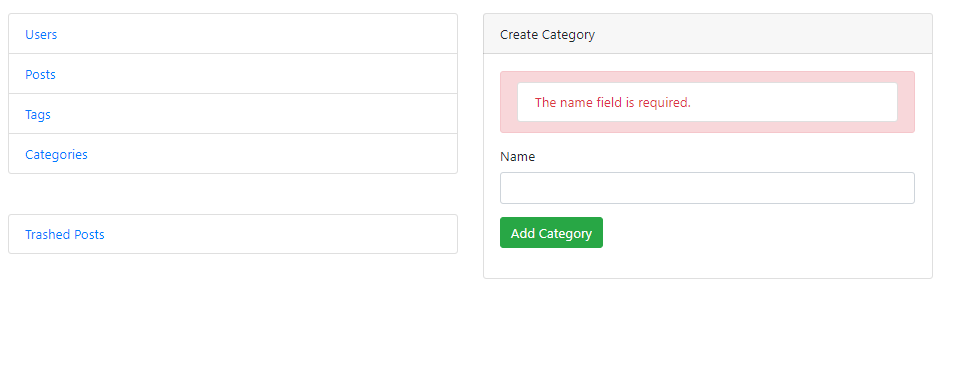 Users
Posts
Tags
Categories
Trashed Posts
Create Category
The name field is required.
Name
Add Category